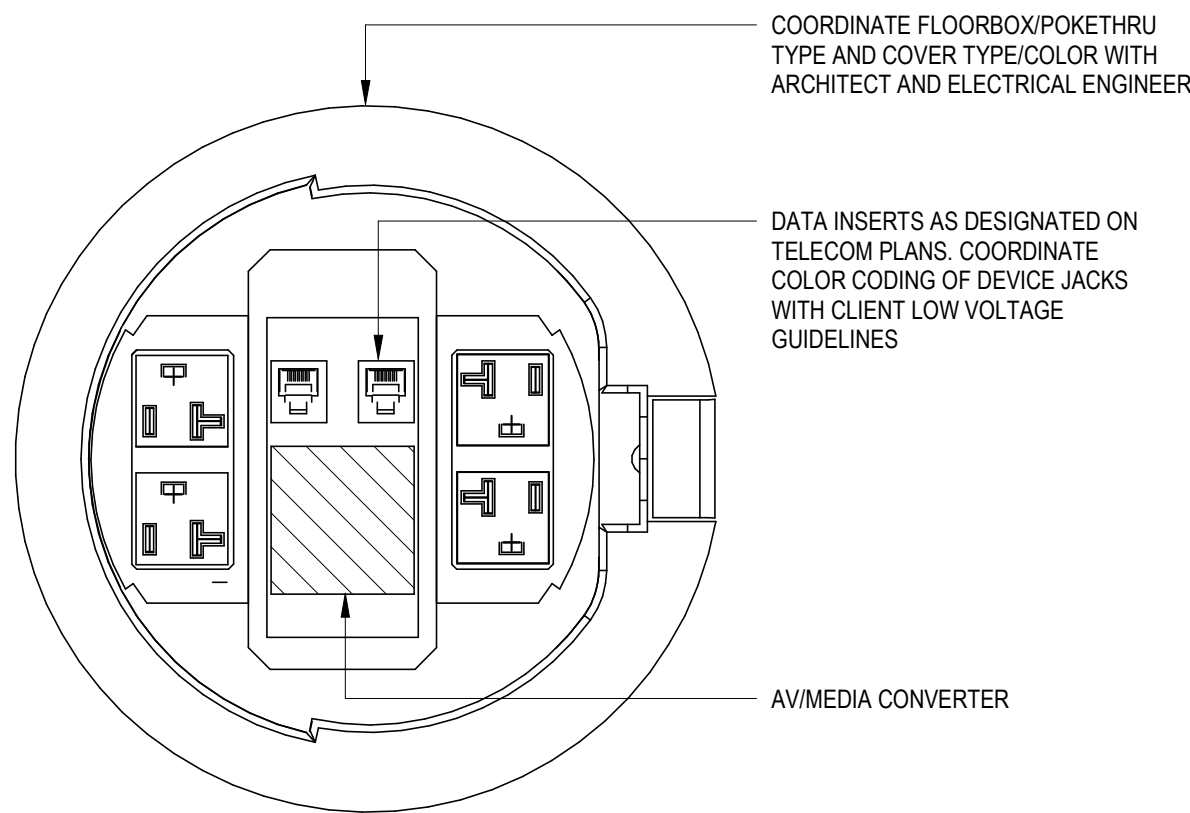 COORDINATE FLOORBOX/POKETHRU
TYPE AND COVER TYPE/COLOR WITH
ARCHITECT AND ELECTRICAL ENGINEER
DATA INSERTS AS DESIGNATED ON
TELECOM PLANS. COORDINATE
COLOR CODING OF DEVICE JACKS
WITH CLIENT LOW VOLTAGE
GUIDELINES
AV/MEDIA CONVERTER